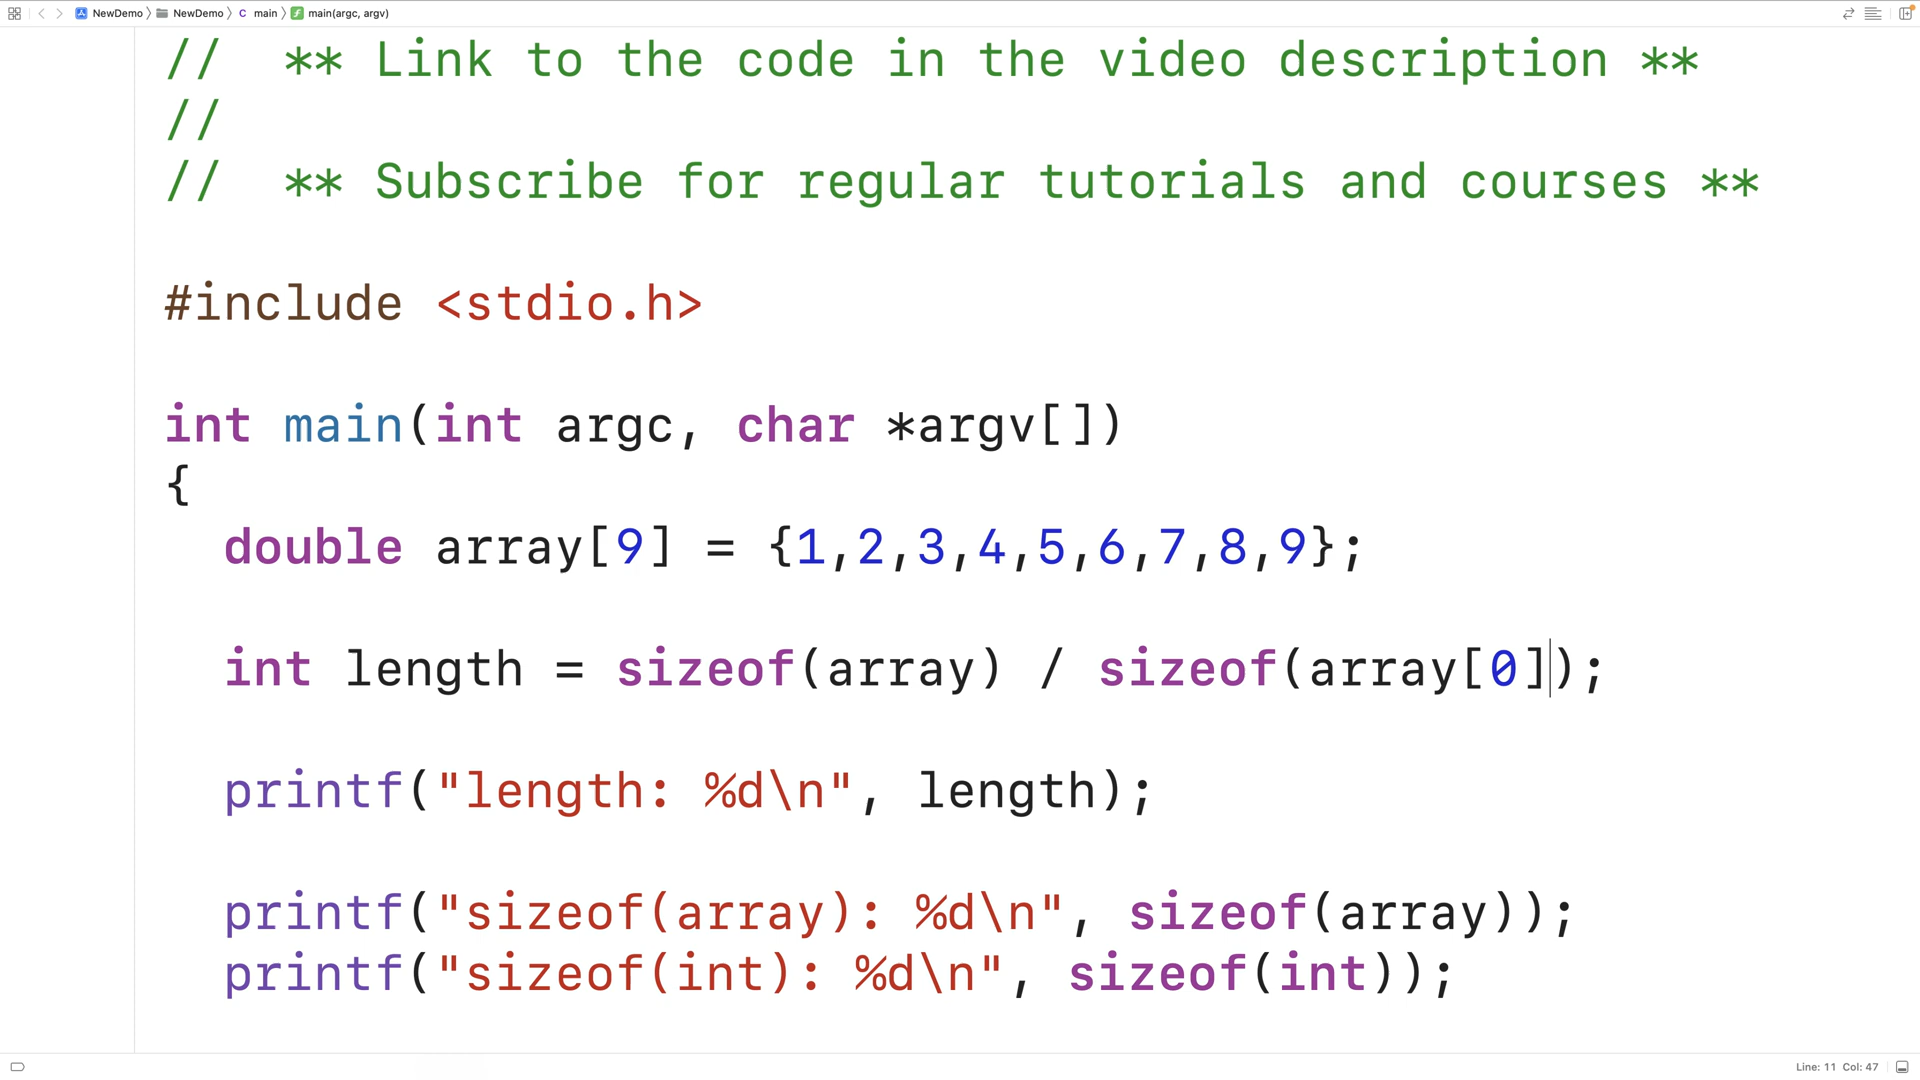 NewDemo NewDemo C main f main(argc, argv)
//  ** Link to the code in the video description **
//
//  ** Subscribe for regular tutorials and courses **
#include <stdio.h>
int main(int argc, char *argv[])
{
  double array[9] = {1,2,3,4,5,6,7,8,9};
  int length = sizeof(array) / sizeof(array[0]);
  printf("length: %d\n", length);
  printf("sizeof(array): %d\n", sizeof(array));
  printf("sizeof(int): %d\n", sizeof(int));
Line: 11 Col: 47